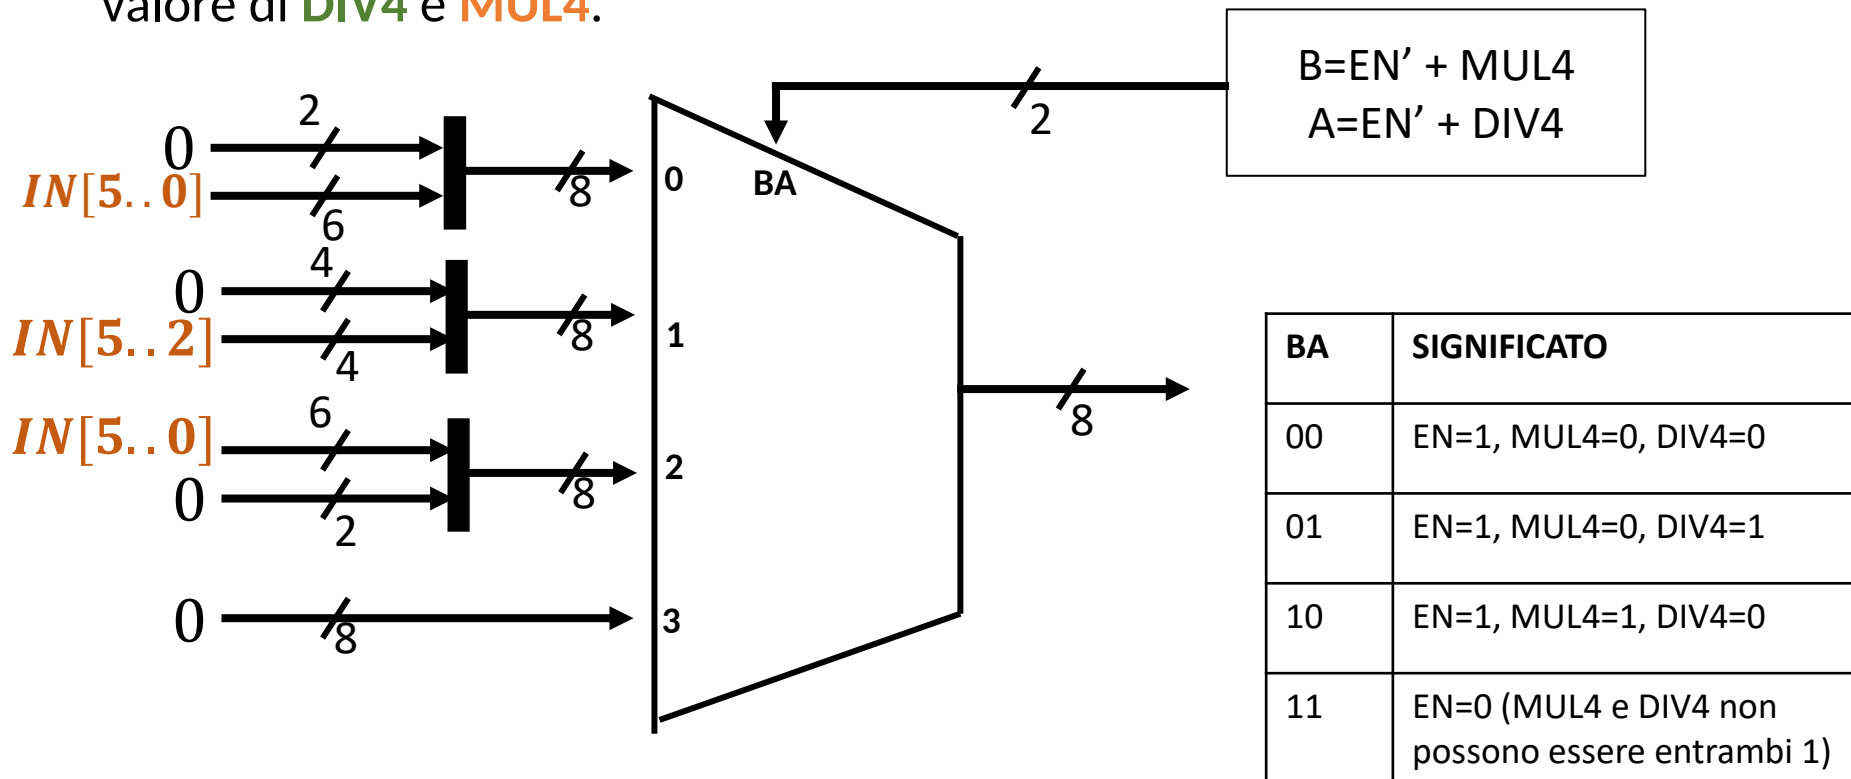 valore di DIV4 e MUL4.
B=EN’ + MUL4
A=EN’ + DIV4
2
0
2
IN[5..0]
6
8
0
BA
0
4
IN[5..2]
4
8
1
IN[5..0]
6
0
2
8
2
0
8
3
8
BA SIGNIFICATO
00 EN=1, MUL4=0, DIV4=0
01 EN=1, MUL4=0, DIV4=1
10 EN=1, MUL4=1, DIV4=0
11 EN=0 (MUL4 e DIV4 non
possono essere entrambi 1)